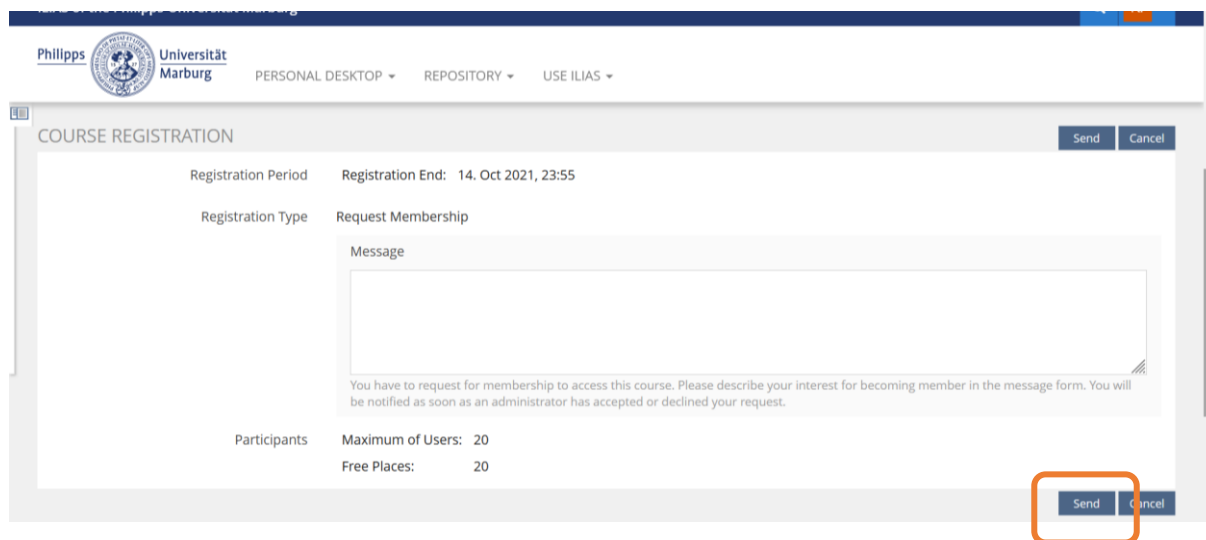 Philipps
Universität
Marburg
PERSONAL DESKTOP
REPOSITORY
USE ILIAS
COURSE REGISTRATION
Send
Cancel
Registration Period
Registration End: 14. Oct 2021, 23:55
Registration Type
Request Membership
Message
You have to request for membership to access this course. Please describe your interest for becoming member in the message form. You will
be notified as soon as an administrator has accepted or declined your request.
Participants
Maximum of Users: 20
Free Places: 20
Send
Cancel